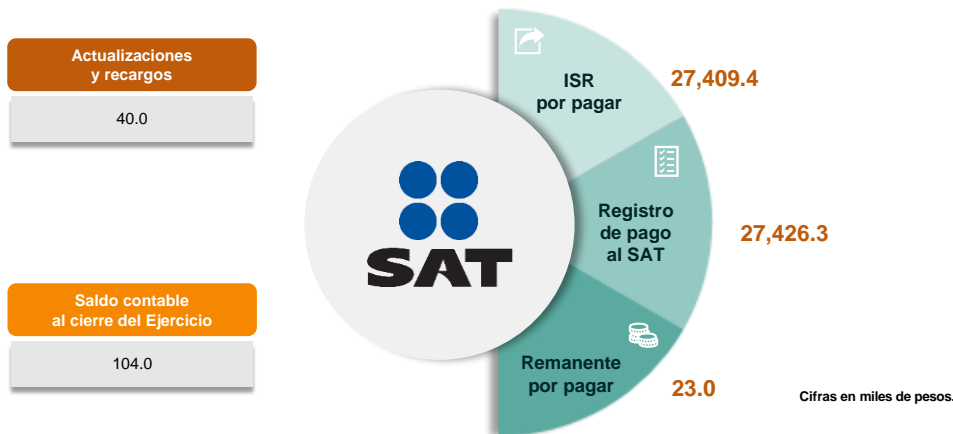 Actualizaciones
y recargos
40.0
Saldo contable
al cierre del Ejercicio
104.0
SAT
ISR
por pagar
27,409.4
Registro
de pago
al SAT
27,426.3
Remanente
por pagar
23.0
Cifras en miles de pesos.